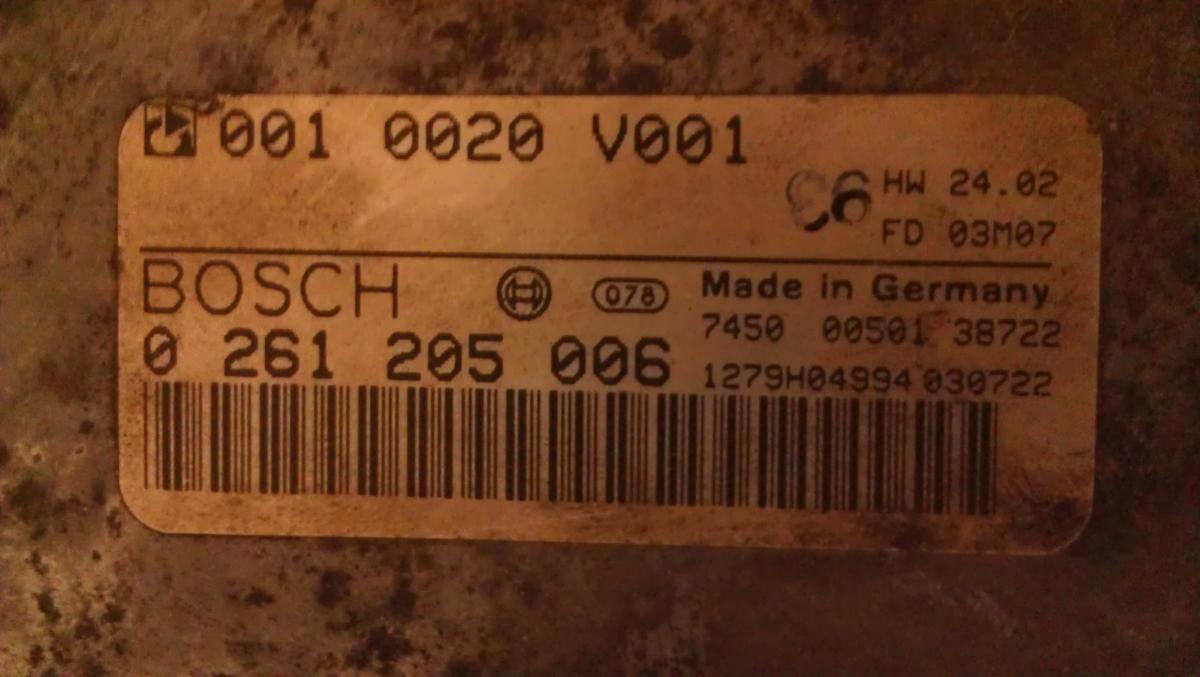 001 0020 V001
HW 24.02
FD 03M07
BOSCH
078
Made in Germany
7450 00501 38722
0 261 205 006
1279H04994 030722